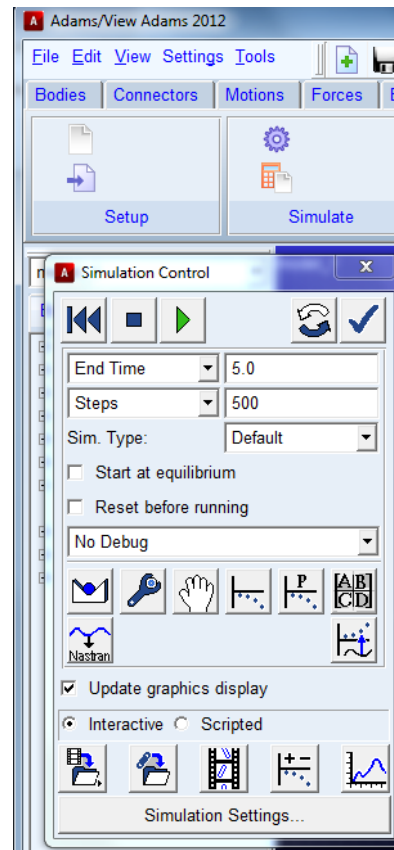 Adams/View Adams 2012
File Edit View Settings Tools
Bodies Connectors Motions Forces
Setup Simulate
Simulation Control
End Time 5.0
Steps 500
Sim. Type: Default
Start at equilibrium
Reset before running
No Debug
P A B
C D
Nastran
Update graphics display
Interactive Scripted
Simulation Settings...